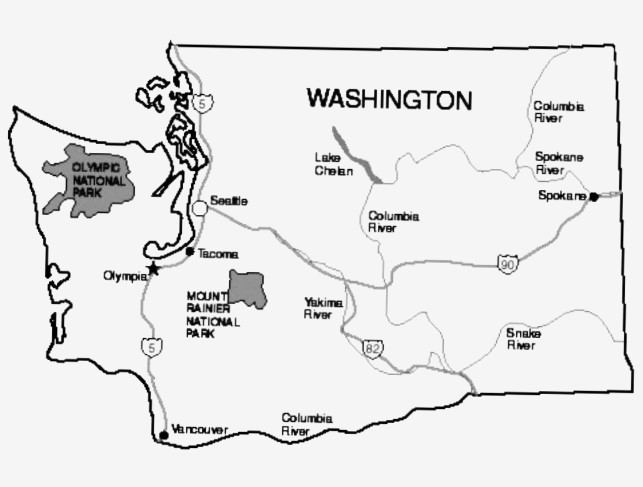 WASHINGTON
5
Columbia
River
Lake
Chelan
Spokane
River
OLYMPIC
NATIONAL
PARK
Seattle
Spokane
Columbia
River
Tacoma
Olympia
90
MOUNT
RAINIER
NATIONAL
PARK
Yakima
River
Snake
River
5
82
Vancouver
Columbia
River